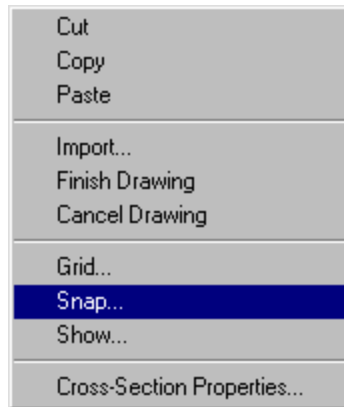 Cut
Copy
Paste
Import...
Finish Drawing
Cancel Drawing
Grid...
Snap...
Show...
Cross-Section Properties...